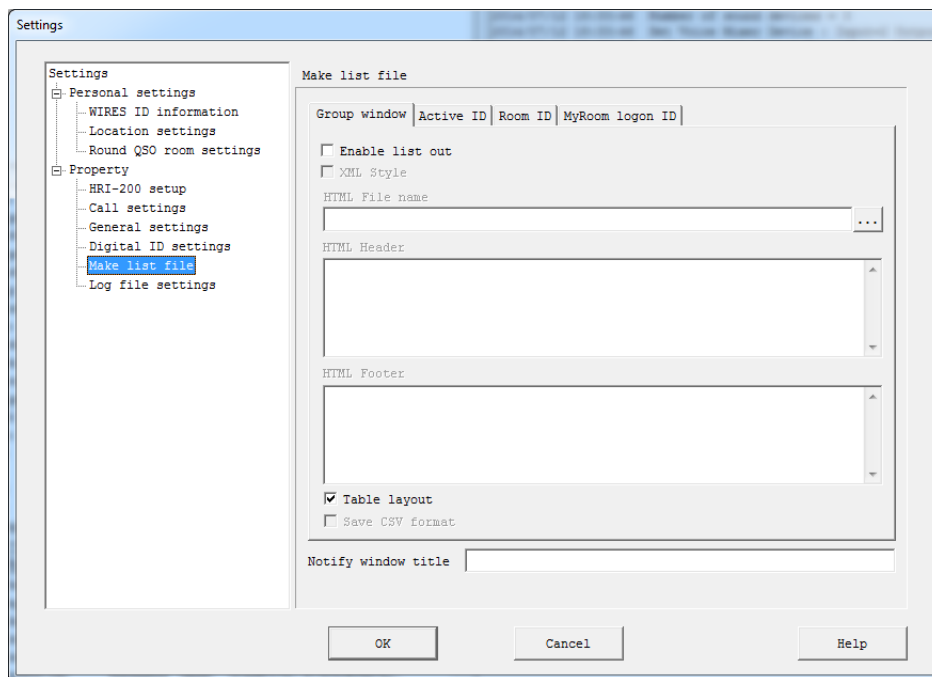 Settings
Settings
Personal settings
WIRES ID information
Location settings
Round QSO room settings
Property
HRI-200 setup
Call settings
General settings
Digital ID settings
Make list file
Log file settings
Make list file
Group window Active ID Room ID MyRoom logon ID
Enable list out
XML Style
HTML File name
...
HTML Header
HTML Footer
Table layout
Save CSV format
Notify window title
OK Cancel Help